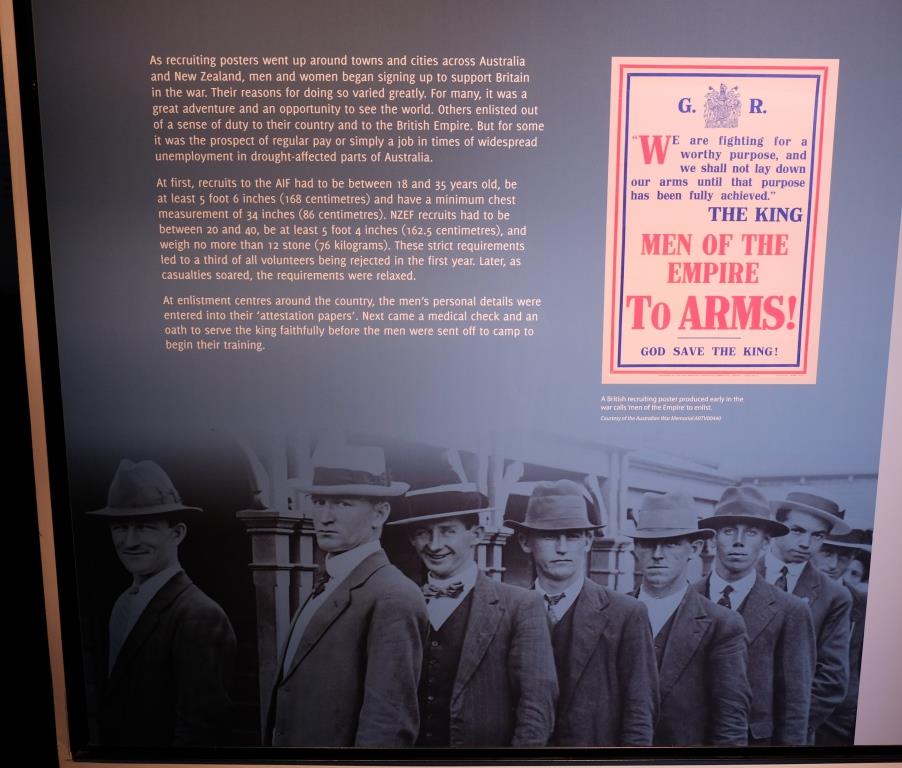 As recruiting posters went up around towns and cities across Australia
and New Zealand, men and women began signing up to support Britain
in the war. Their reasons for doing so varied greatly. For many, it was a
great adventure and an opportunity to see the world. Others enlisted out
of a sense of duty to their country and to the British Empire. But for some
it was the prospect of regular pay or simply a job in times of widespread
unemployment in drought-affected parts of Australia.
At first, recruits to the AIF had to be between 18 and 35 years old, be
at least 5 foot 6 inches (168 centimetres) and have a minimum chest
measurement of 34 inches (86 centimetres). NZEF recruits had to be
between 20 and 40, be at least 5 foot 4 inches (162.5 centimetres), and
weigh no more than 12 stone (76 kilograms). These strict requirements
led to a third of all volunteers being rejected in the first year. Later, as
casualties soared, the requirements were relaxed.
At enlistment centres around the country, the men's personal details were
entered into their 'attestation papers'. Next came a medical check and an
oath to serve the king faithfully before the men were sent off to camp to
begin their training.
G. R.
"WE are fighting for a
worthy purpose, and
we shall not lay down
our arms until that purpose
has been fully achieved."
THE KING
MEN OF THE
EMPIRE
To ARMS!
GOD SAVE THE KING!
A British recruiting poster produced early in the
war calls 'men of the Empire' to enlist.
Courtesy of the Australian War Memorial ARTV00440